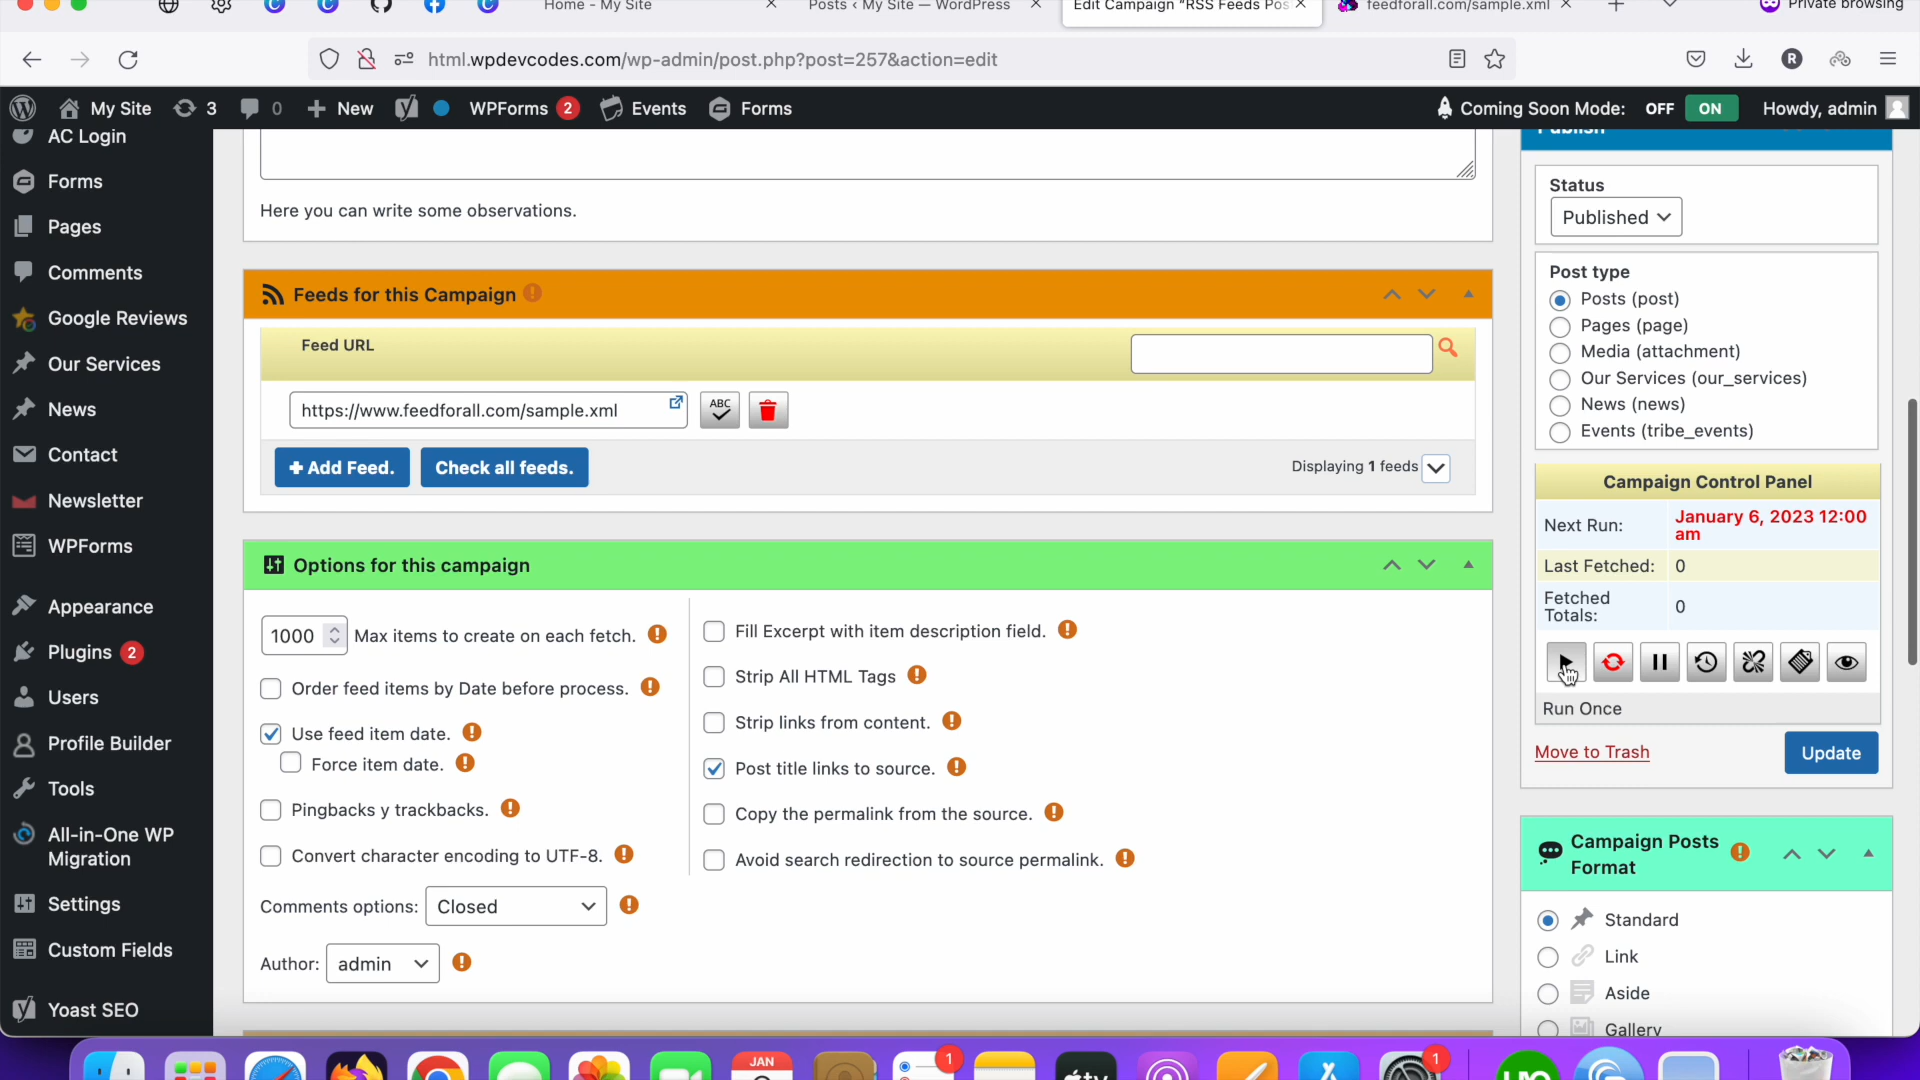 Home - My Site
Posts ‹ My Site — WordPress
Edit Campaign "RSS Feeds Pos
feedforall.com/sample.xml
Private browsing
html.wpdevcodes.com/wp-admin/post.php?post=257&action=edit
R
My Site
3
0
New
WPForms 2
Events
Forms
Coming Soon Mode: OFF ON
Howdy, admin
AC Login
Forms
Pages
Comments
Google Reviews
Our Services
News
Contact
Newsletter
WPForms
Appearance
Plugins 2
Users
Profile Builder
Tools
All-in-One WP
Migration
Settings
Custom Fields
Yoast SEO
Here you can write some observations.
Feeds for this Campaign
Feed URL
https://www.feedforall.com/sample.xml
ABC
Add Feed.
Check all feeds.
Displaying 1 feeds
Options for this campaign
1000 Max items to create on each fetch.
Order feed items by Date before process.
Use feed item date.
Force item date.
Pingbacks y trackbacks.
Convert character encoding to UTF-8.
Comments options: Closed
Author: admin
Fill Excerpt with item description field.
Strip All HTML Tags
Strip links from content.
Post title links to source.
Copy the permalink from the source.
Avoid search redirection to source permalink.
Publish
Status
Published
Post type
Posts (post)
Pages (page)
Media (attachment)
Our Services (our_services)
News (news)
Events (tribe_events)
Campaign Control Panel
Next Run: January 6, 2023 12:00
am
Last Fetched: 0
Fetched
Totals: 0
Run Once
Move to Trash
Update
Campaign Posts
Format
Standard
Link
Aside
Gallery
JAN
1
1